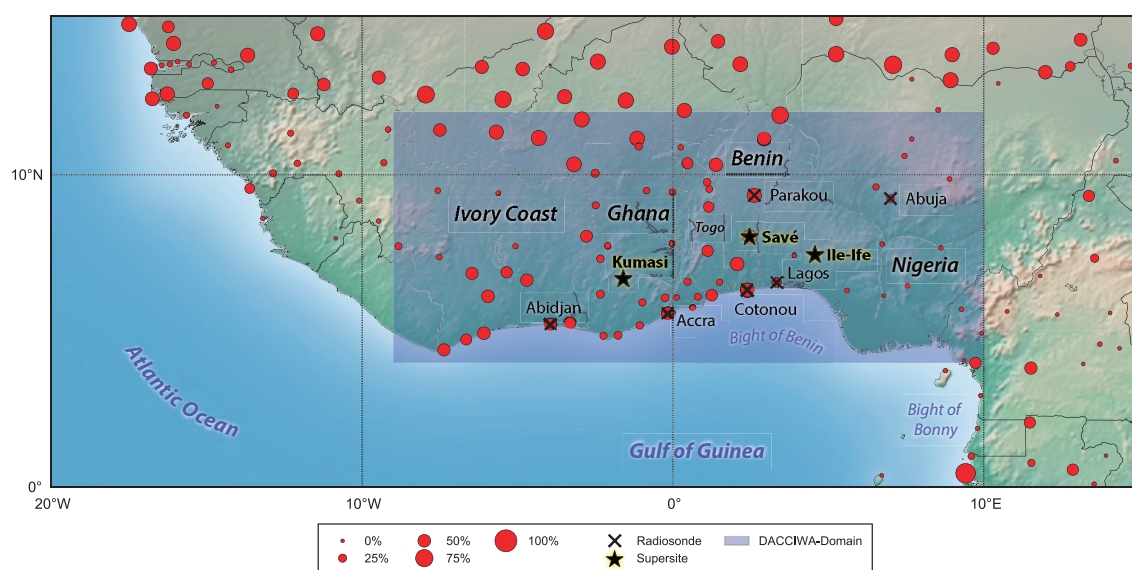 Benin
10°N
Parakou
Abuja
Ivory Coast
Ghana
Togo
Savé
Kumasi
Ile-Ife
Nigeria
Lagos
Abidjan
Cotonou
Accra
Bight of Benin
Atlantic Ocean
Bight of
Bonny
Gulf of Guinea
0°
20°W
10°W
0°
10°E
0%
50%
100%
Radiosonde
DACCIWA-Domain
25%
75%
Supersite